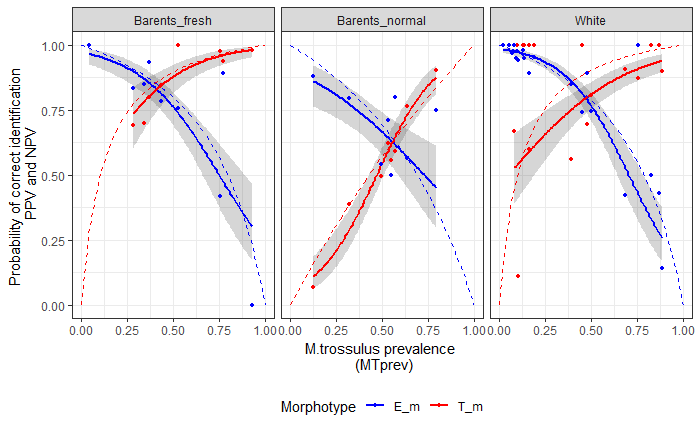 Barents_fresh Barents_normal White
Probability of correct identification
PPV and NPV
1.00
0.75
0.50
0.25
0.00
0.00 0.25 0.50 0.75 1.00 0.00 0.25 0.50 0.75 1.00 0.00 0.25 0.50 0.75 1.00
M.trossulus prevalence
(MTprev)
Morphotype E_m T_m